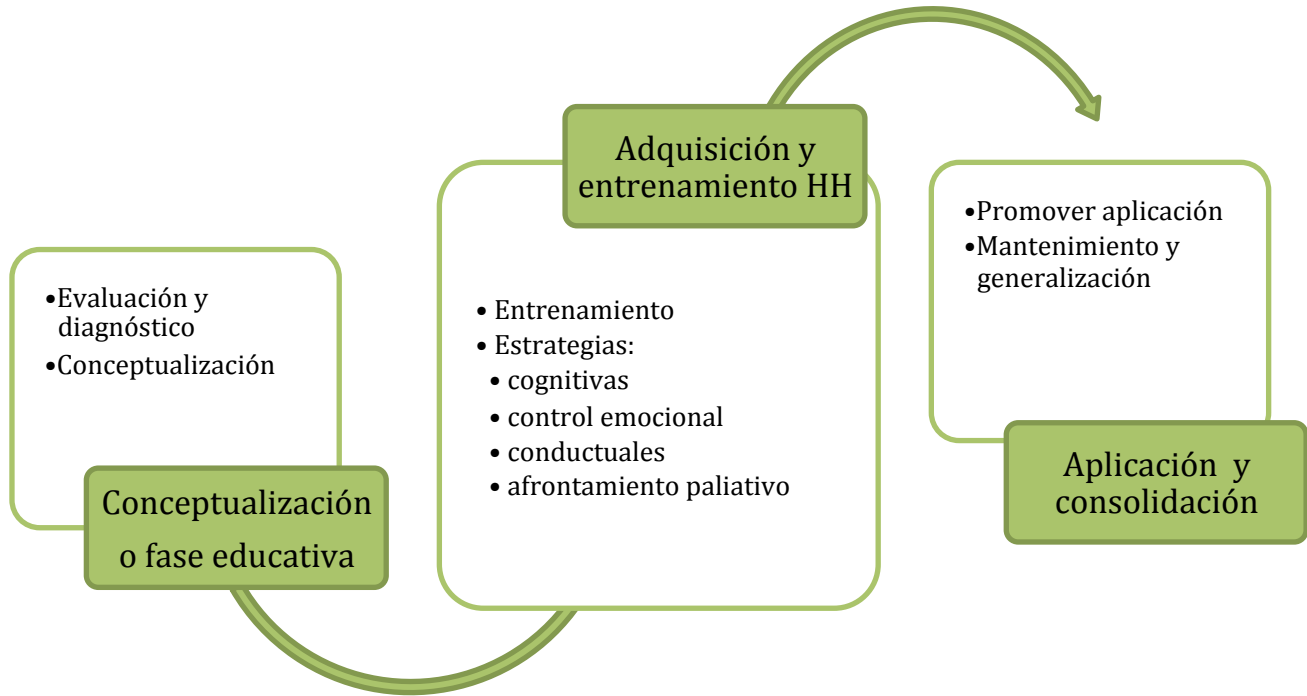 •Evaluación y
diagnóstico
•Conceptualización
Conceptualización
o fase educativa
Adquisición y
entrenamiento HH
• Entrenamiento
• Estrategias:
• cognitivas
• control emocional
• conductuales
• afrontamiento paliativo
•Promover aplicación
•Mantenimiento y
generalización
Aplicación y
consolidación